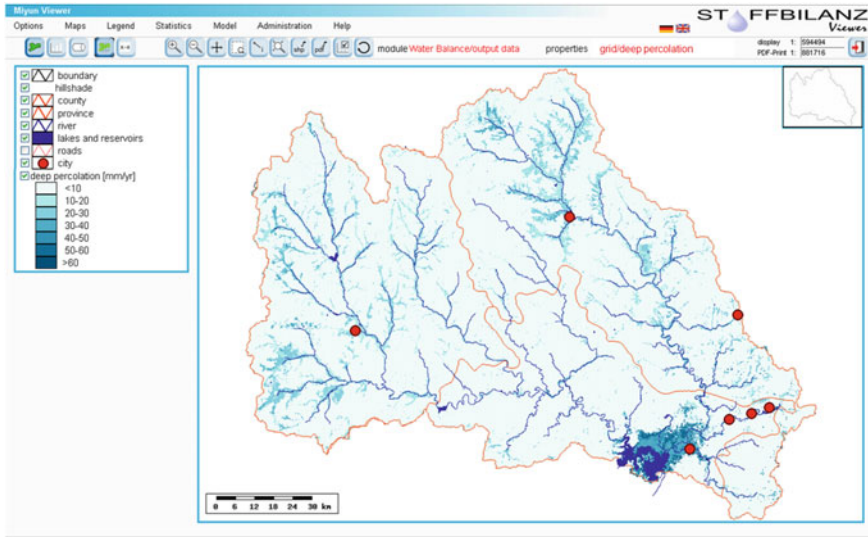 Miyun Viewer
Options Maps Legend Statistics Model Administration Help
STOFFBILANZ
Viewer
module Water Balance/output data properties grid/deep percolation
display 1: 594494
PDF-Print 1: 881716
boundary
hillshade
county
province
river
lakes and reservoirs
roads
city
deep percolation [mm/yr]
<10
10-20
20-30
30-40
40-50
50-60
>60
0 6 12 18 24 30 km